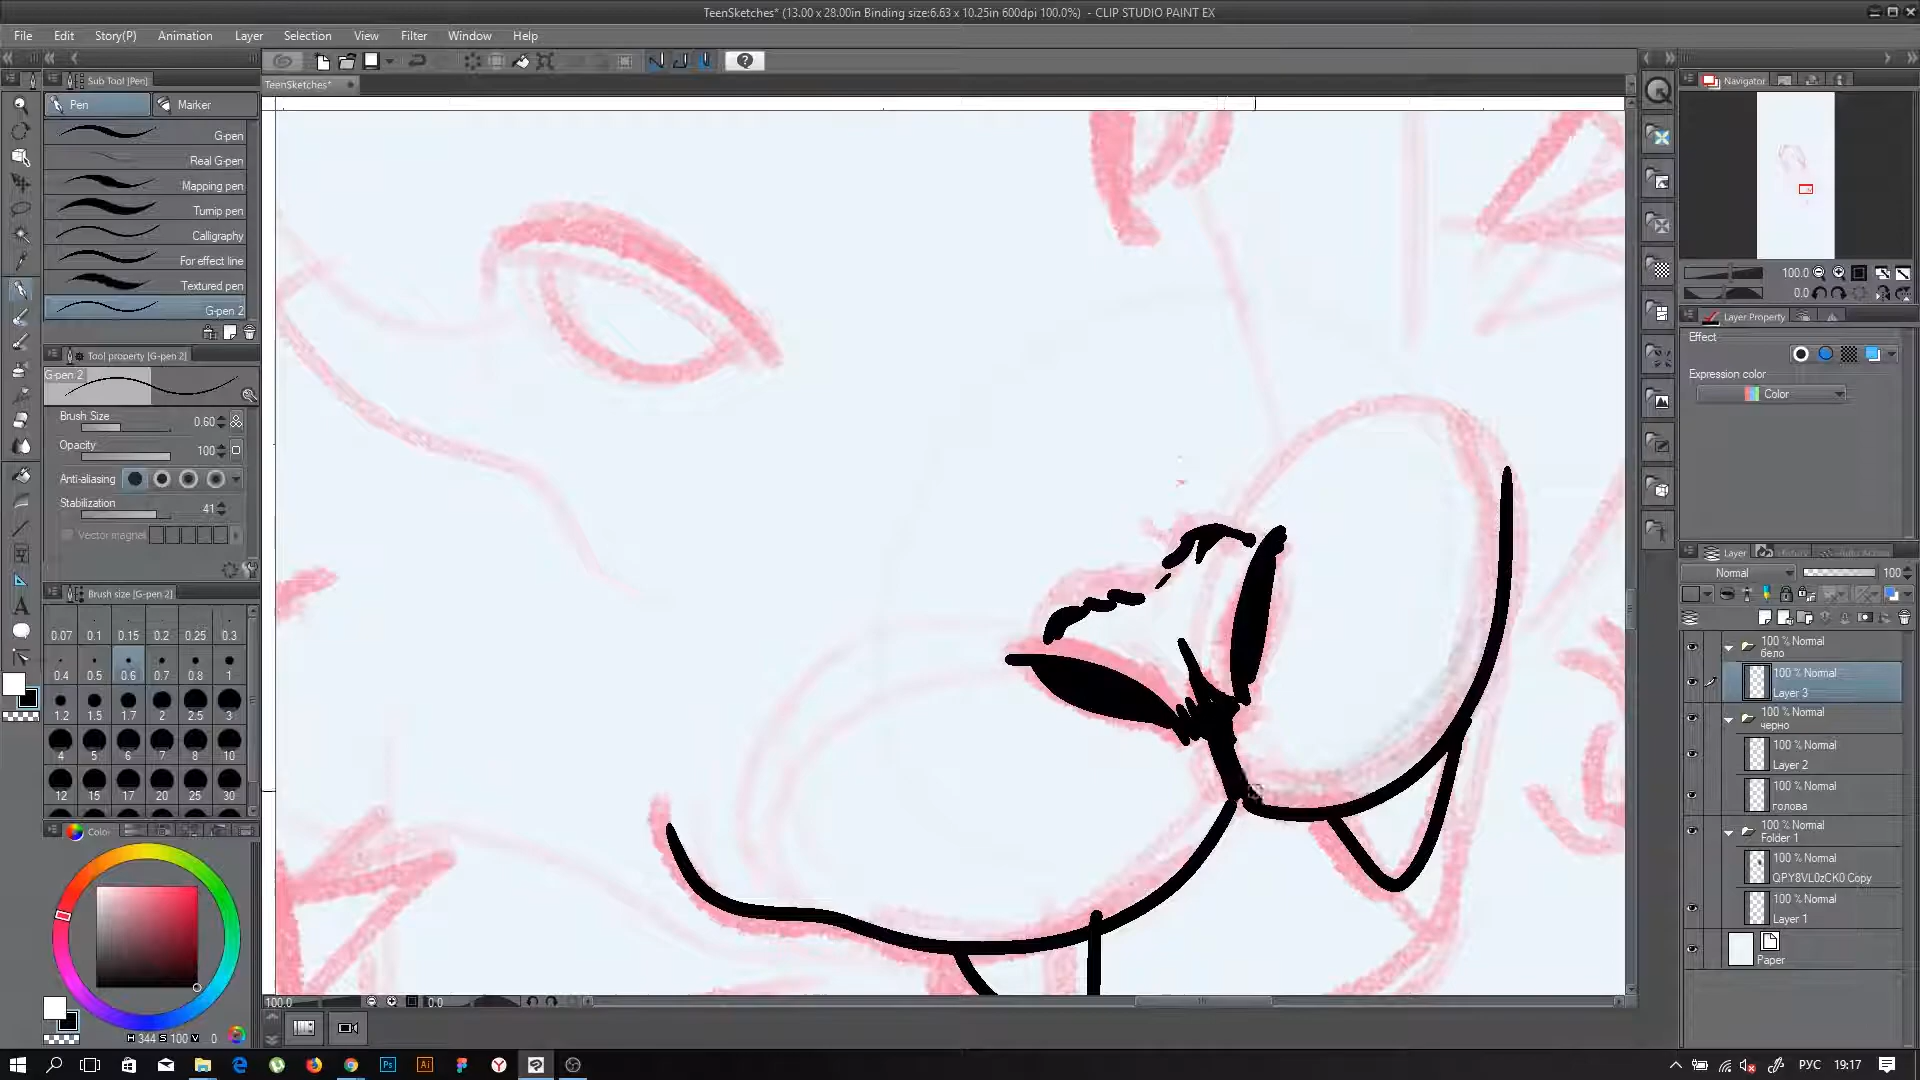 TeenSketches* (13.00 x 28.00in Binding size:6.63 x 10.25in 600dpi 100.0%) - CLIP STUDIO PAINT EX
File Edit Story(P) Animation Layer Selection View Filter Window Help
Sub Tool [Pen]
TeenSketches*
Navigator
Pen
Marker
G-pen
Real G-pen
Mapping pen
Turnip pen
Calligraphy
For effect line
Textured pen
G-pen 2
100.0
0.0
Layer Property
Effect
Expression color
Color
Tool property [G-pen 2]
G-pen 2
Brush Size 0.60
Opacity 100
Anti-aliasing
Stabilization 41
Vector magnet
Brush size [G-pen 2]
0.07 0.1 0.15 0.2 0.25 0.3
0.4 0.5 0.6 0.7 0.8 1
1.2 1.5 1.7 2 2.5 3
4 5 6 7 8 10
12 15 17 20 25 30
Color
H 344 S 100 V 0
Layer
Normal 100
100 % Normal
бело
100 % Normal
Layer 3
100 % Normal
черно
100 % Normal
Layer 2
100 % Normal
голова
100 % Normal
Folder 1
100 % Normal
QPY8VL0zCK0 Copy
100 % Normal
Layer 1
Paper
100.0
0.0
Ps
Ai
РУС
19:17